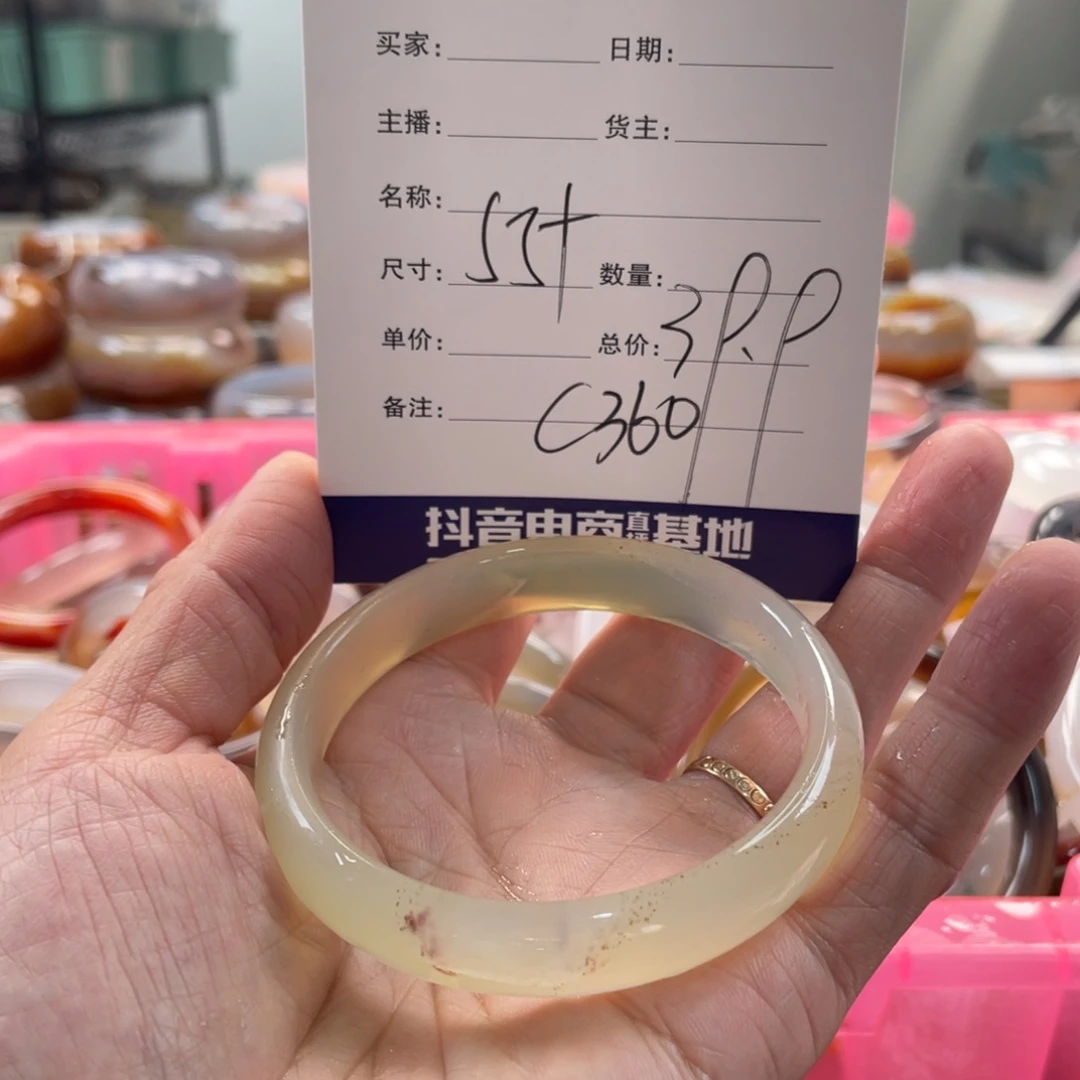 买家: 日期:
主播: 货主:
名称:
尺寸: 数量:
单价: 总价:
备注: C360
抖音电商 基地